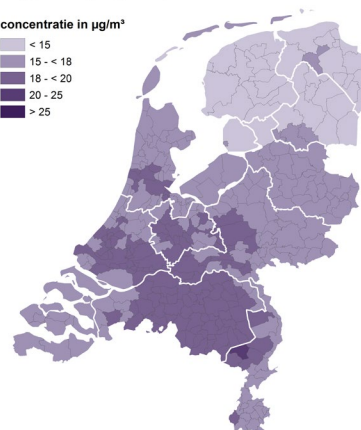 concentratie in µg/m³
< 15
15 - < 18
18 - < 20
20 - 25
> 25